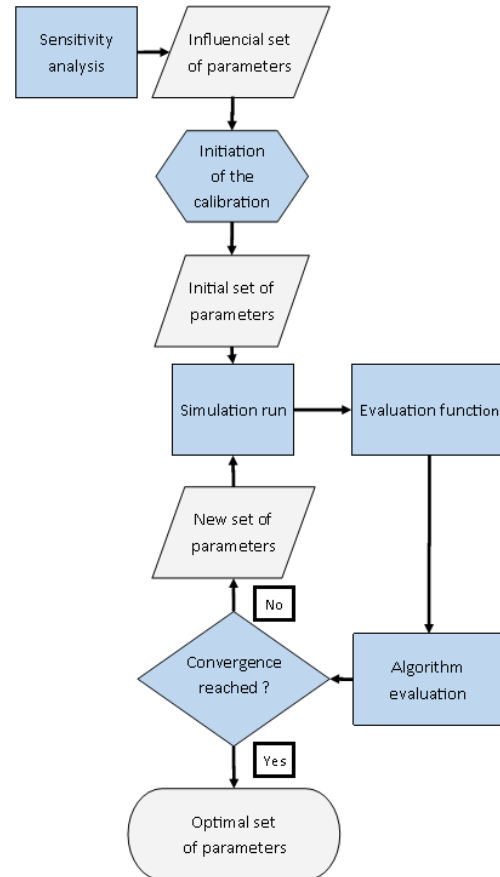 Sensitivity
analysis
Influencial set
of parameters
Initiation
of the
calibration
Initial set of
parameters
Simulation run
Evaluation function
New set of
parameters
No
Convergence
reached ?
Algorithm
evaluation
Yes
Optimal set
of parameters